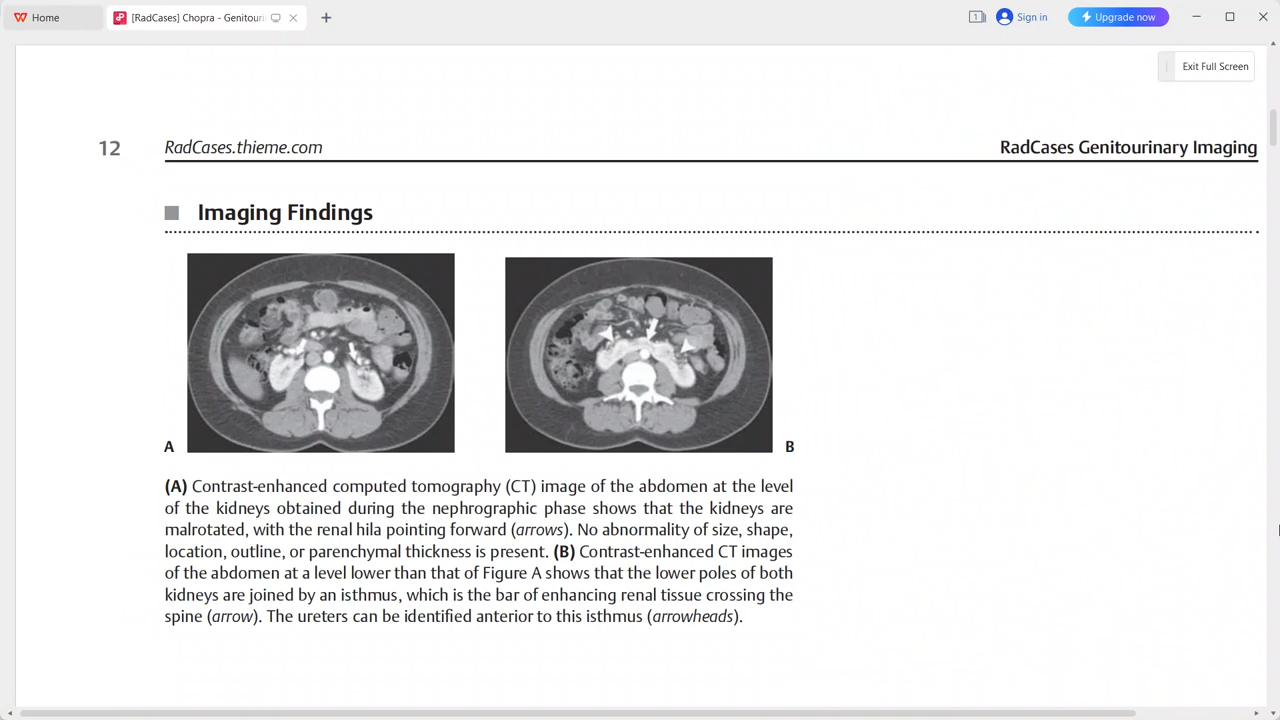 Home
[RadCases] Chopra - Genitouri
1
Sign in
Upgrade now
Exit Full Screen
12
RadCases.thieme.com
RadCases Genitourinary Imaging
Imaging Findings
A
B
(A) Contrast-enhanced computed tomography (CT) image of the abdomen at the level
of the kidneys obtained during the nephrographic phase shows that the kidneys are
malrotated, with the renal hila pointing forward (arrows). No abnormality of size, shape,
location, outline, or parenchymal thickness is present. (B) Contrast-enhanced CT images
of the abdomen at a level lower than that of Figure A shows that the lower poles of both
kidneys are joined by an isthmus, which is the bar of enhancing renal tissue crossing the
spine (arrow). The ureters can be identified anterior to this isthmus (arrowheads).